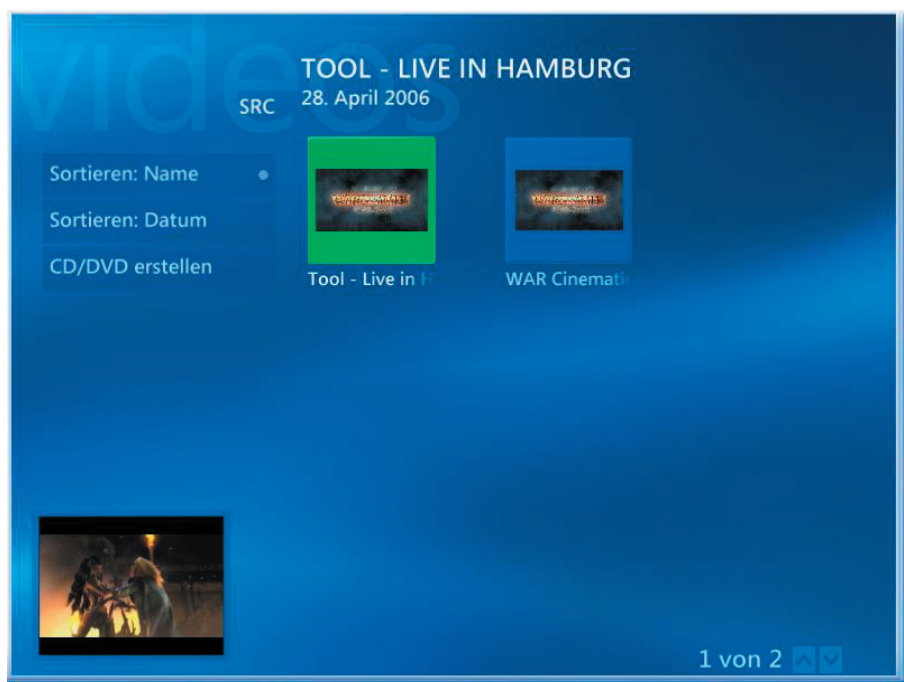 videos
TOOL - LIVE IN HAMBURG
28. April 2006
SRC
Sortieren: Name
Sortieren: Datum
CD/DVD erstellen
Tool - Live in H
WAR Cinemati
1 von 2